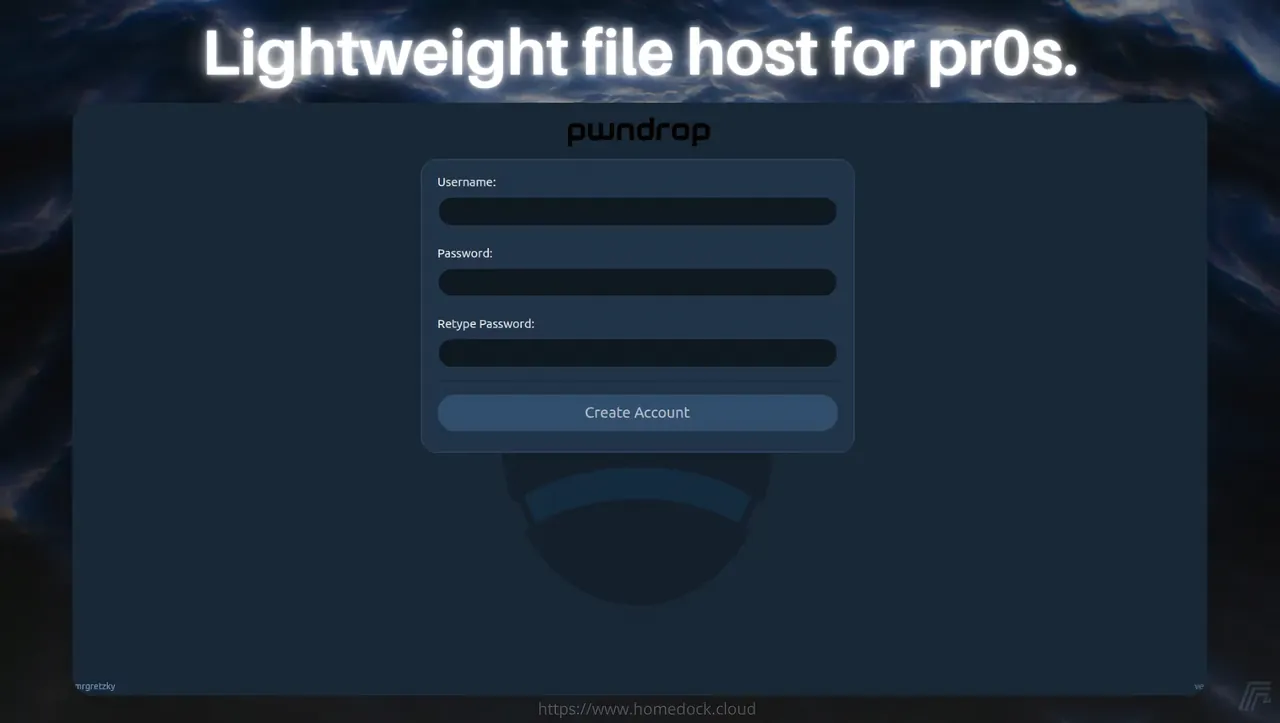 Lightweight file host for pr0s.
pwndrop
Username:
Password:
Retype Password:
Create Account
mrgretzky
ve
https://www.homedock.cloud